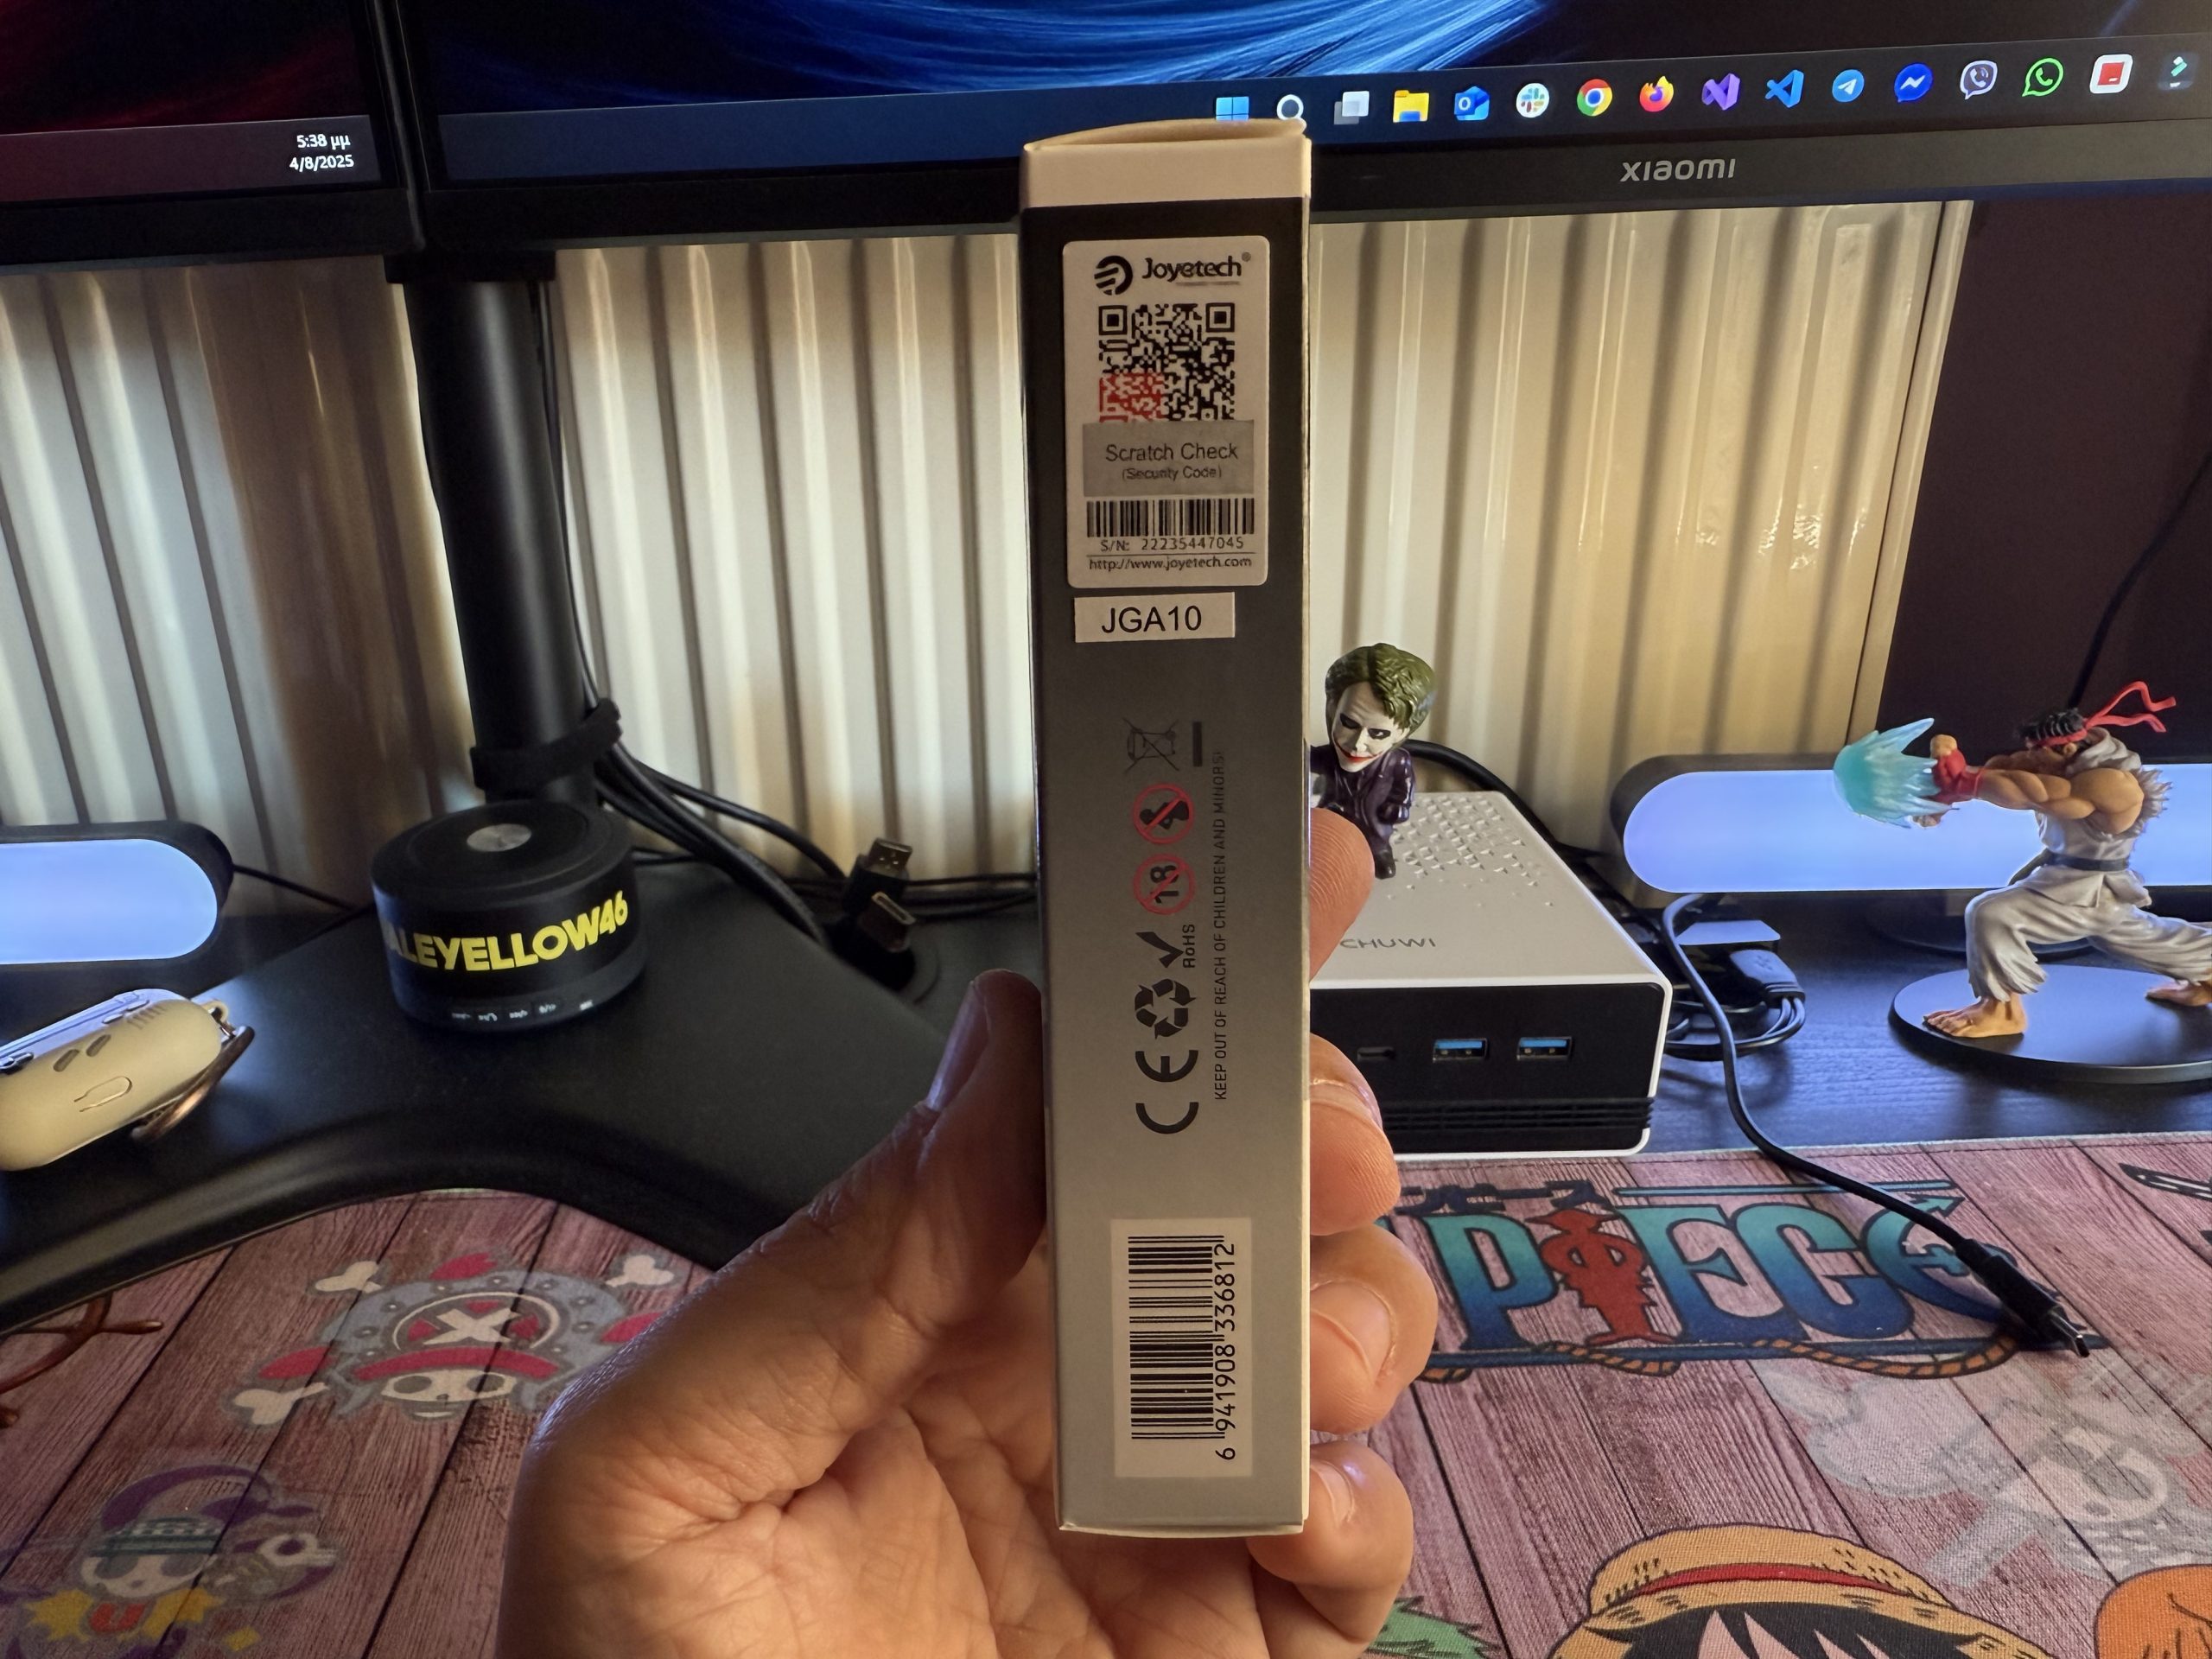 5:38 μμ
4/8/2025
XIAOMI
Joyetech®
Scratch Check
(Security Code)
S/N: 22235447045
http://www.joyetech.com
JGA10
18
RoHS
CE
KEEP OUT OF REACH OF CHILDREN AND MINORS!
6 941908 336812
ALEYELLOW46
CHUWI
PIECE